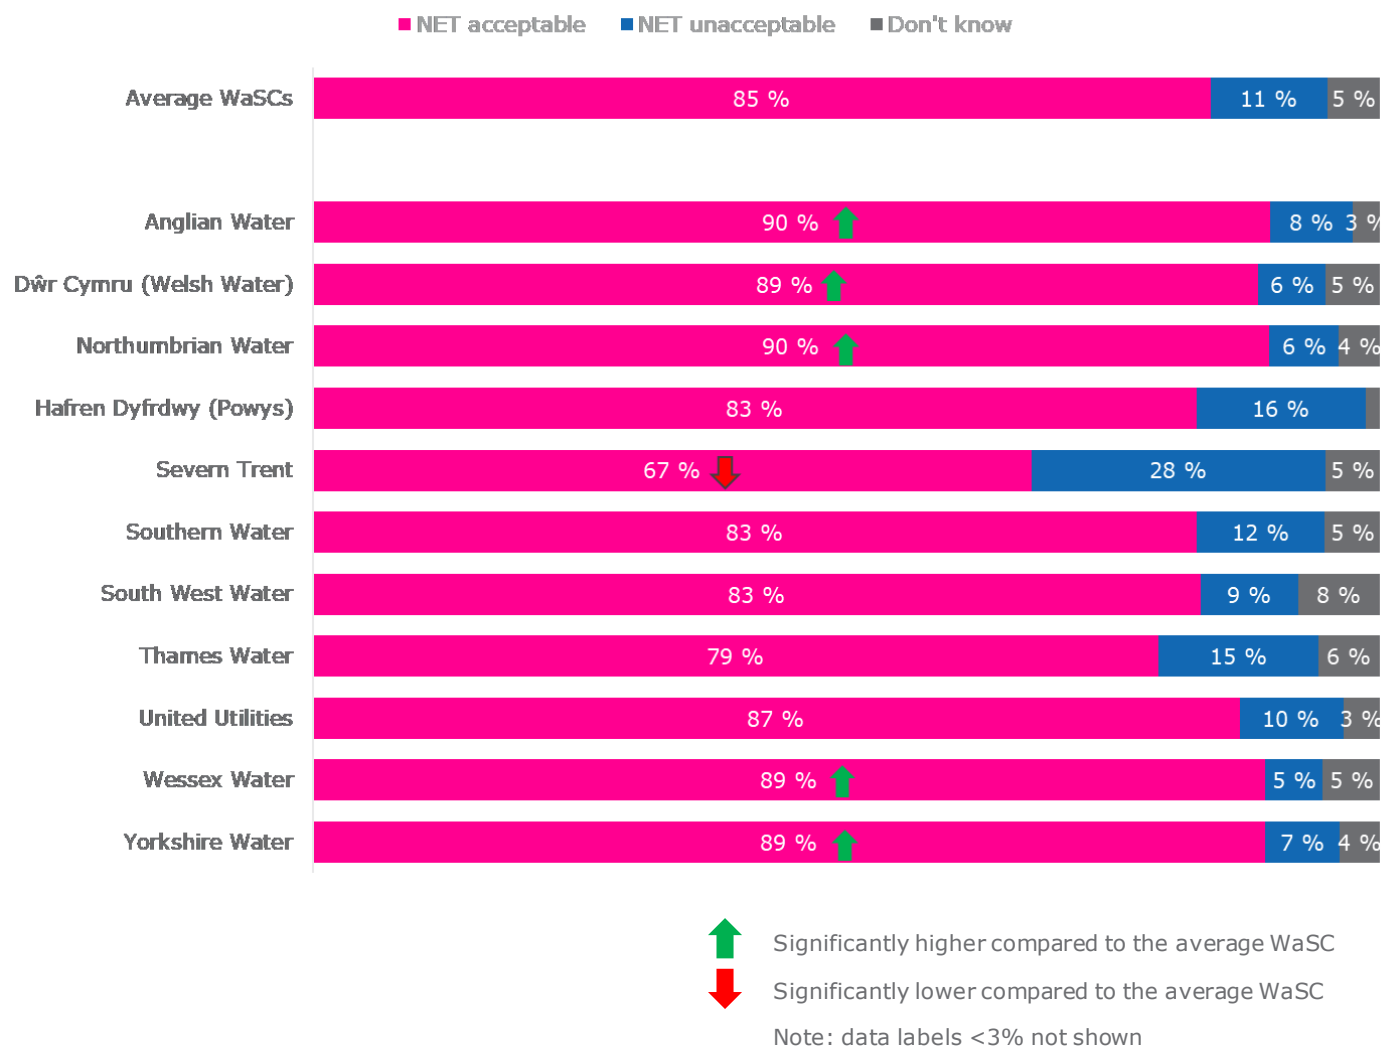 NET acceptable NET unacceptable Don't know
Average WaSCs 85 % 11 % 5 %
Anglian Water 90 % 8 % 3 %
Dŵr Cymru (Welsh Water) 89 % 6 % 5 %
Northumbrian Water 90 % 6 % 4 %
Hafren Dyfrdwy (Powys) 83 % 16 %
Severn Trent 67 % 28 % 5 %
Southern Water 83 % 12 % 5 %
South West Water 83 % 9 % 8 %
Thames Water 79 % 15 % 6 %
United Utilities 87 % 10 % 3 %
Wessex Water 89 % 5 % 5 %
Yorkshire Water 89 % 7 % 4 %
Significantly higher compared to the average WaSC
Significantly lower compared to the average WaSC
Note: data labels <3% not shown